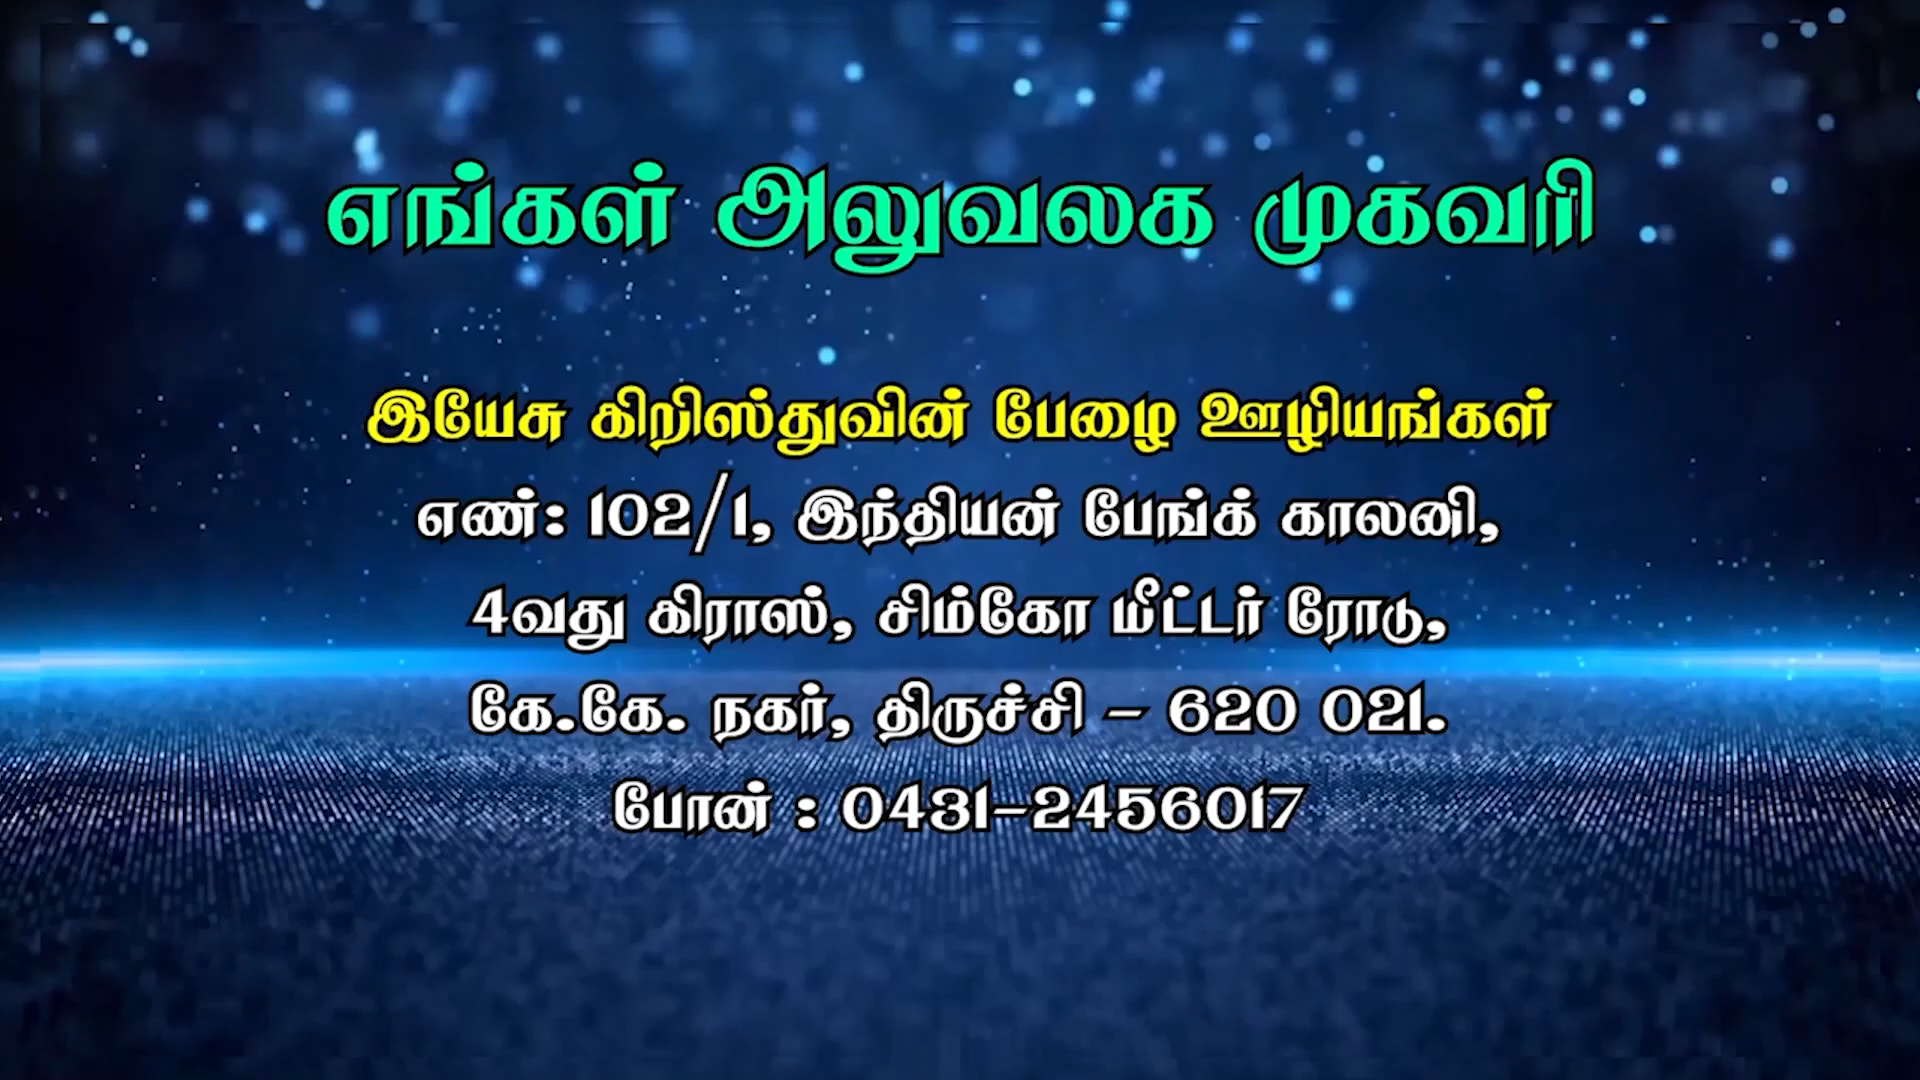 எங்கள் அலுவலக முகவரி
இயேசு கிறிஸ்துவின் பேழை ஊழியங்கள்
எண்: 102/1, இந்தியன் பேங்க் காலனி,
4வது கிராஸ், சிம்கோ மீட்டர் ரோடு,
கே.கே. நகர், திருச்சி - 620 021.
போன் : 0431-2456017